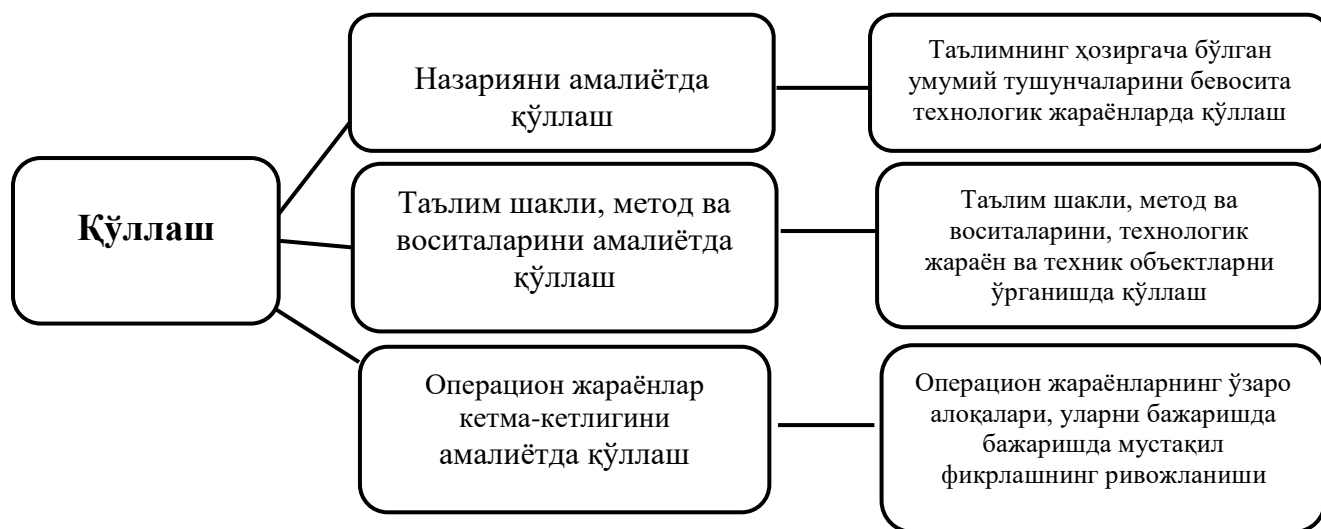 Қўллаш
Назарияни амалиётда
қўллаш
Таълимнинг ҳозиргача бўлган
умумий тушунчаларини бевосита
технологик жараёнларда қўллаш
Таълим шакли, метод ва
воситаларини амалиётда
қўллаш
Таълим шакли, метод ва
воситаларини, технологик
жараён ва техник объектларни
ўрганишда қўллаш
Операцион жараёнлар
кетма-кетлигини
амалиётда қўллаш
Операцион жараёнларнинг ўзаро
алоқалари, уларни бажаришда
бажаришда мустақил
фикрлашнинг ривожланиши